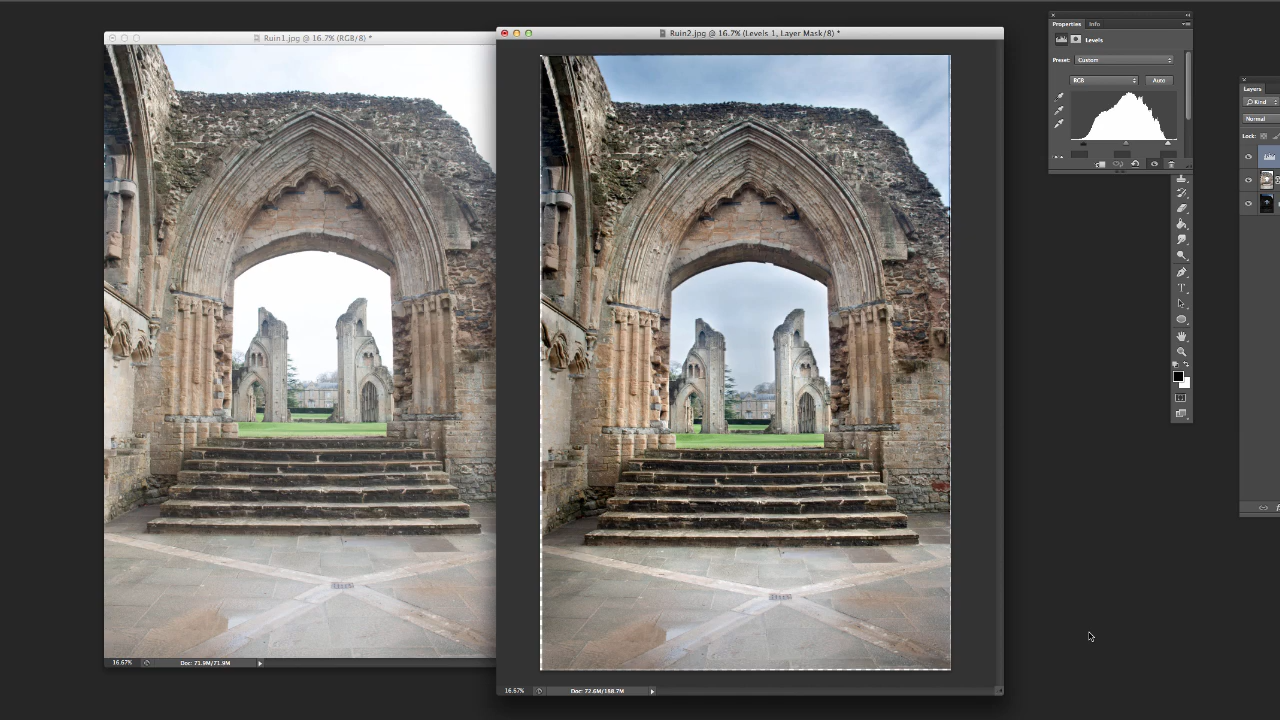 Ruin1.jpg @ 16.7% (RGB/8) *
16.67%
Doc: 71.9M/71.9M
Ruin2.jpg @ 16.7% (Levels 1, Layer Mask/8) *
16.67%
Doc: 72.6M/158.7M
Properties
Info
Levels
Preset:
Custom
RGB
Auto
Layers
Kind
Normal
Lock:
T